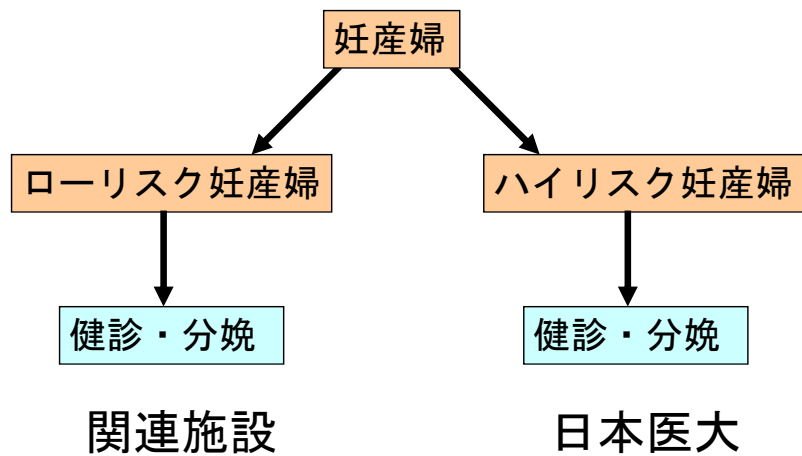 妊産婦
ローリスク妊産婦
ハイリスク妊産婦
健診・分娩
健診・分娩
関連施設
日本医大